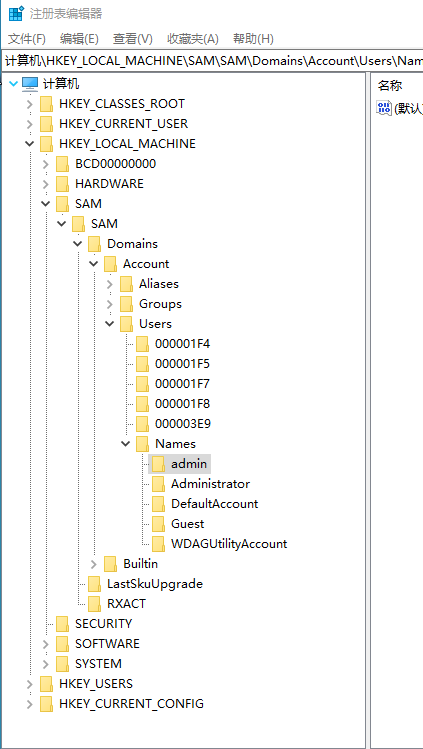 注册表编辑器
文件(F) 编辑(E) 查看(V) 收藏夹(A) 帮助(H)
计算机\HKEY_LOCAL_MACHINE\SAM\SAM\Domains\Account\Users\Nam
计算机
HKEY_CLASSES_ROOT
HKEY_CURRENT_USER
HKEY_LOCAL_MACHINE
BCD00000000
HARDWARE
SAM
SAM
Domains
Account
Aliases
Groups
Users
000001F4
000001F5
000001F7
000001F8
000003E9
Names
admin
Administrator
DefaultAccount
Guest
WDAGUtilityAccount
Builtin
LastSkuUpgrade
RXACT
SECURITY
SOFTWARE
SYSTEM
HKEY_USERS
HKEY_CURRENT_CONFIG
名称
(默认